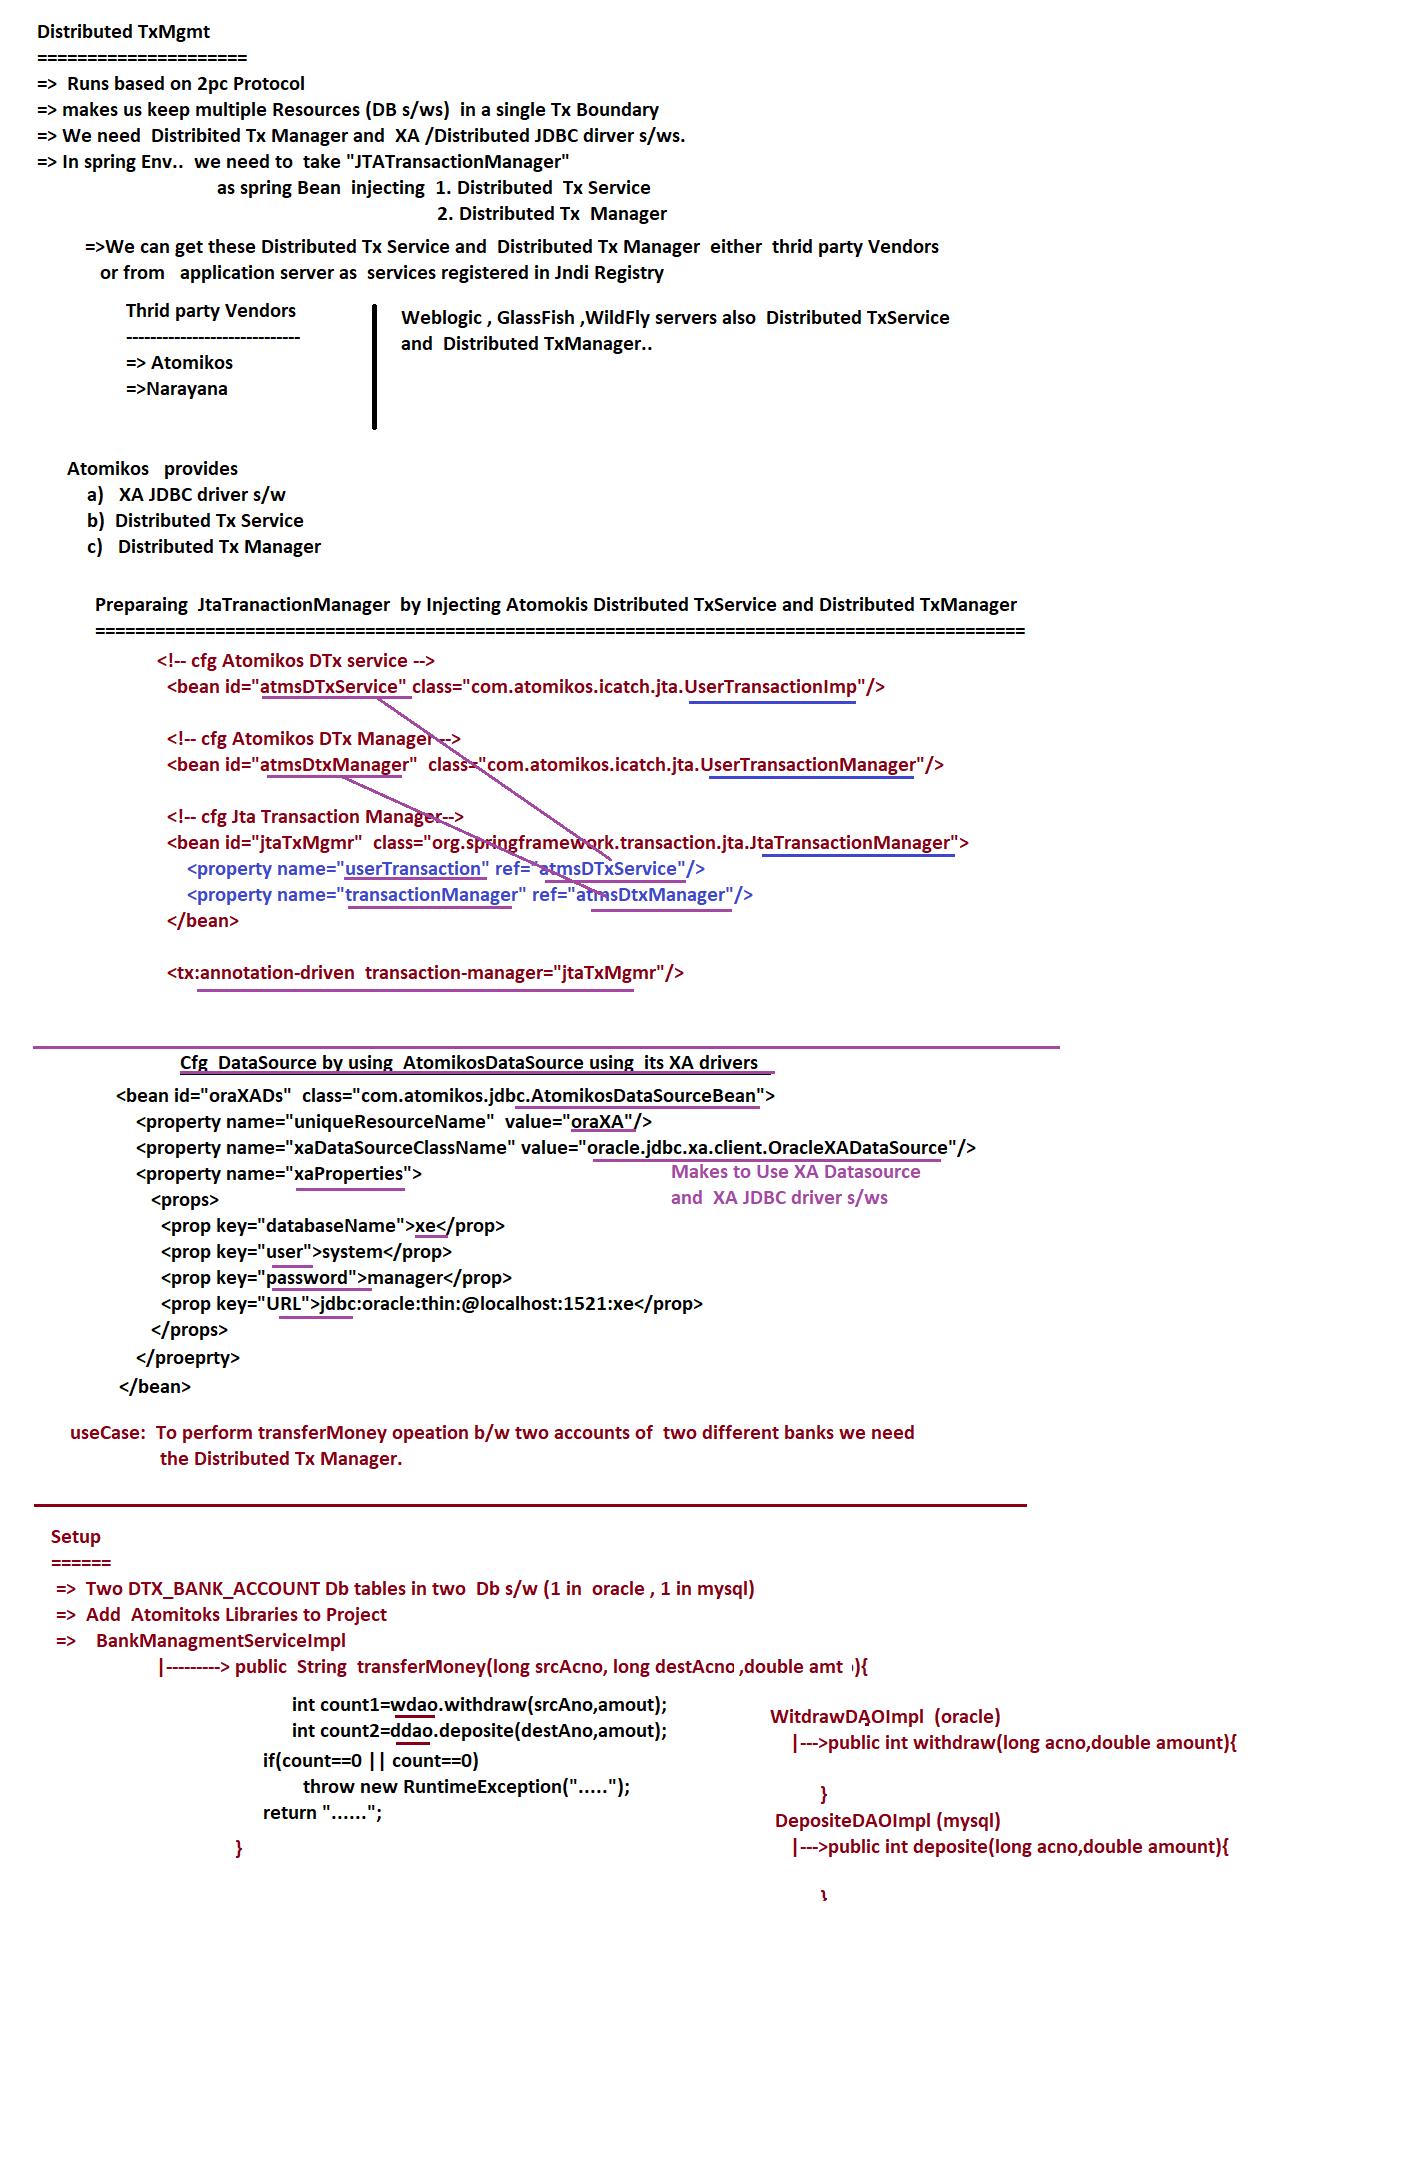 Distributed TxMgmt
=====================
=> Runs based on 2pc Protocol
=> makes us keep multiple Resources (DB s/ws) in a single Tx Boundary
=> We need Distribited Tx Manager and XA /Distributed JDBC dirver s/ws.
=> In spring Env.. we need to take "JTATransactionManager"
as spring Bean injecting 1. Distributed Tx Service
2. Distributed Tx Manager
=>We can get these Distributed Tx Service and Distributed Tx Manager either thrid party Vendors
or from application server as services registered in Jndi Registry
Thrid party Vendors
-----------------------------
=> Atomikos
=>Narayana
Weblogic , GlassFish ,WildFly servers also Distributed TxService
and Distributed TxManager..
Atomikos provides
a) XA JDBC driver s/w
b) Distributed Tx Service
c) Distributed Tx Manager
Preparaing JtaTranactionManager by Injecting Atomokis Distributed TxService and Distributed TxManager
=============================================================================================
<!-- cfg Atomikos DTx service -->
<bean id="atmsDTxService" class="com.atomikos.icatch.jta.UserTransactionImp"/>
<!-- cfg Atomikos DTx Manager -->
<bean id="atmsDtxManager" class="com.atomikos.icatch.jta.UserTransactionManager"/>
<!-- cfg Jta Transaction Manager-->
<bean id="jtaTxMgmr" class="org.springframework.transaction.jta.JtaTransactionManager">
<property name="userTransaction" ref="atmsDTxService"/>
<property name="transactionManager" ref="atmsDtxManager"/>
</bean>
<tx:annotation-driven transaction-manager="jtaTxMgmr"/>
Cfg DataSource by using AtomikosDataSource using its XA drivers
<bean id="oraXADs" class="com.atomikos.jdbc.AtomikosDataSourceBean">
<property name="uniqueResourceName" value="oraXA"/>
<property name="xaDataSourceClassName" value="oracle.jdbc.xa.client.OracleXADataSource"/>
<property name="xaProperties">
Makes to Use XA Datasource
and XA JDBC driver s/ws
<props>
<prop key="databaseName">xe</prop>
<prop key="user">system</prop>
<prop key="password">manager</prop>
<prop key="URL">jdbc:oracle:thin:@localhost:1521:xe</prop>
</props>
</proeprty>
</bean>
useCase: To perform transferMoney opeation b/w two accounts of two different banks we need
the Distributed Tx Manager.
Setup
======
=> Two DTX_BANK_ACCOUNT Db tables in two Db s/w (1 in oracle , 1 in mysql)
=> Add Atomitoks Libraries to Project
=> BankManagmentServiceImpl
|---------> public String transferMoney(long srcAcno, long destAcno ,double amt ){
int count1=wdao.withdraw(srcAno,amout);
int count2=ddao.deposite(destAno,amout);
if(count==0 || count==0)
throw new RuntimeException(".....");
return "......";
}
WitdrawDAOImpl (oracle)
|--->public int withdraw(long acno,double amount){
}
DepositeDAOImpl (mysql)
|--->public int deposite(long acno,double amount){
}